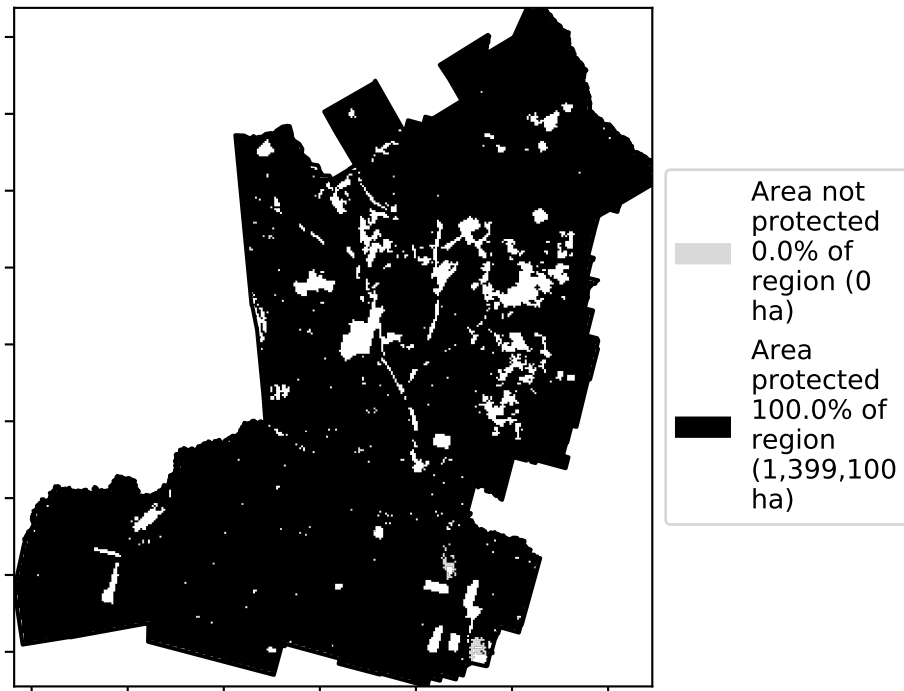 Area not
protected
0.0% of
region (0
ha)
Area
protected
100.0% of
region
(1,399,100
ha)